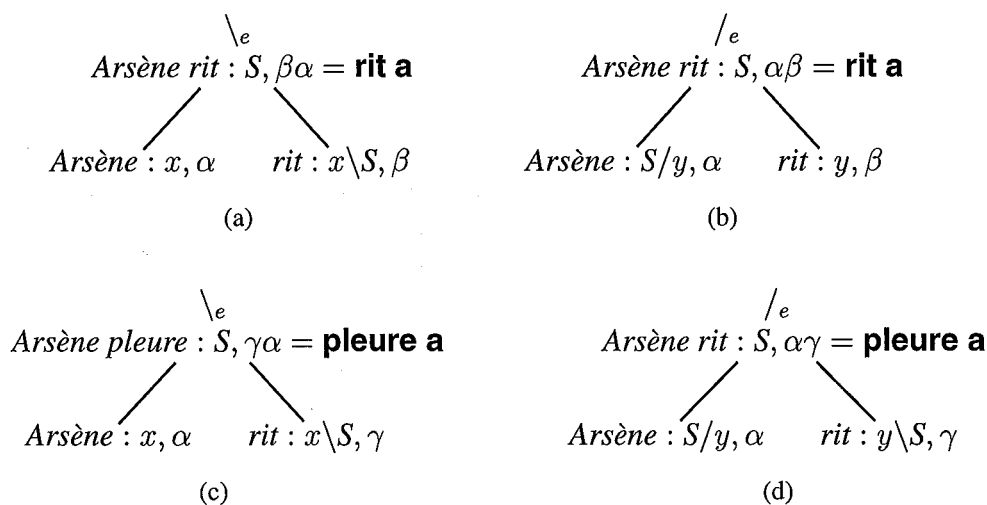 \e /e
Arsène rit : S, βα = rit a Arsène rit : S, αβ = rit a
Arsène : x, α rit : x\S, β Arsène : S/y, α rit : y, β
(a) (b)
\e /e
Arsène pleure : S, γα = pleure a Arsène rit : S, αγ = pleure a
Arsène : x, α rit : x\S, γ Arsène : S/y, α rit : y\S, γ
(c) (d)